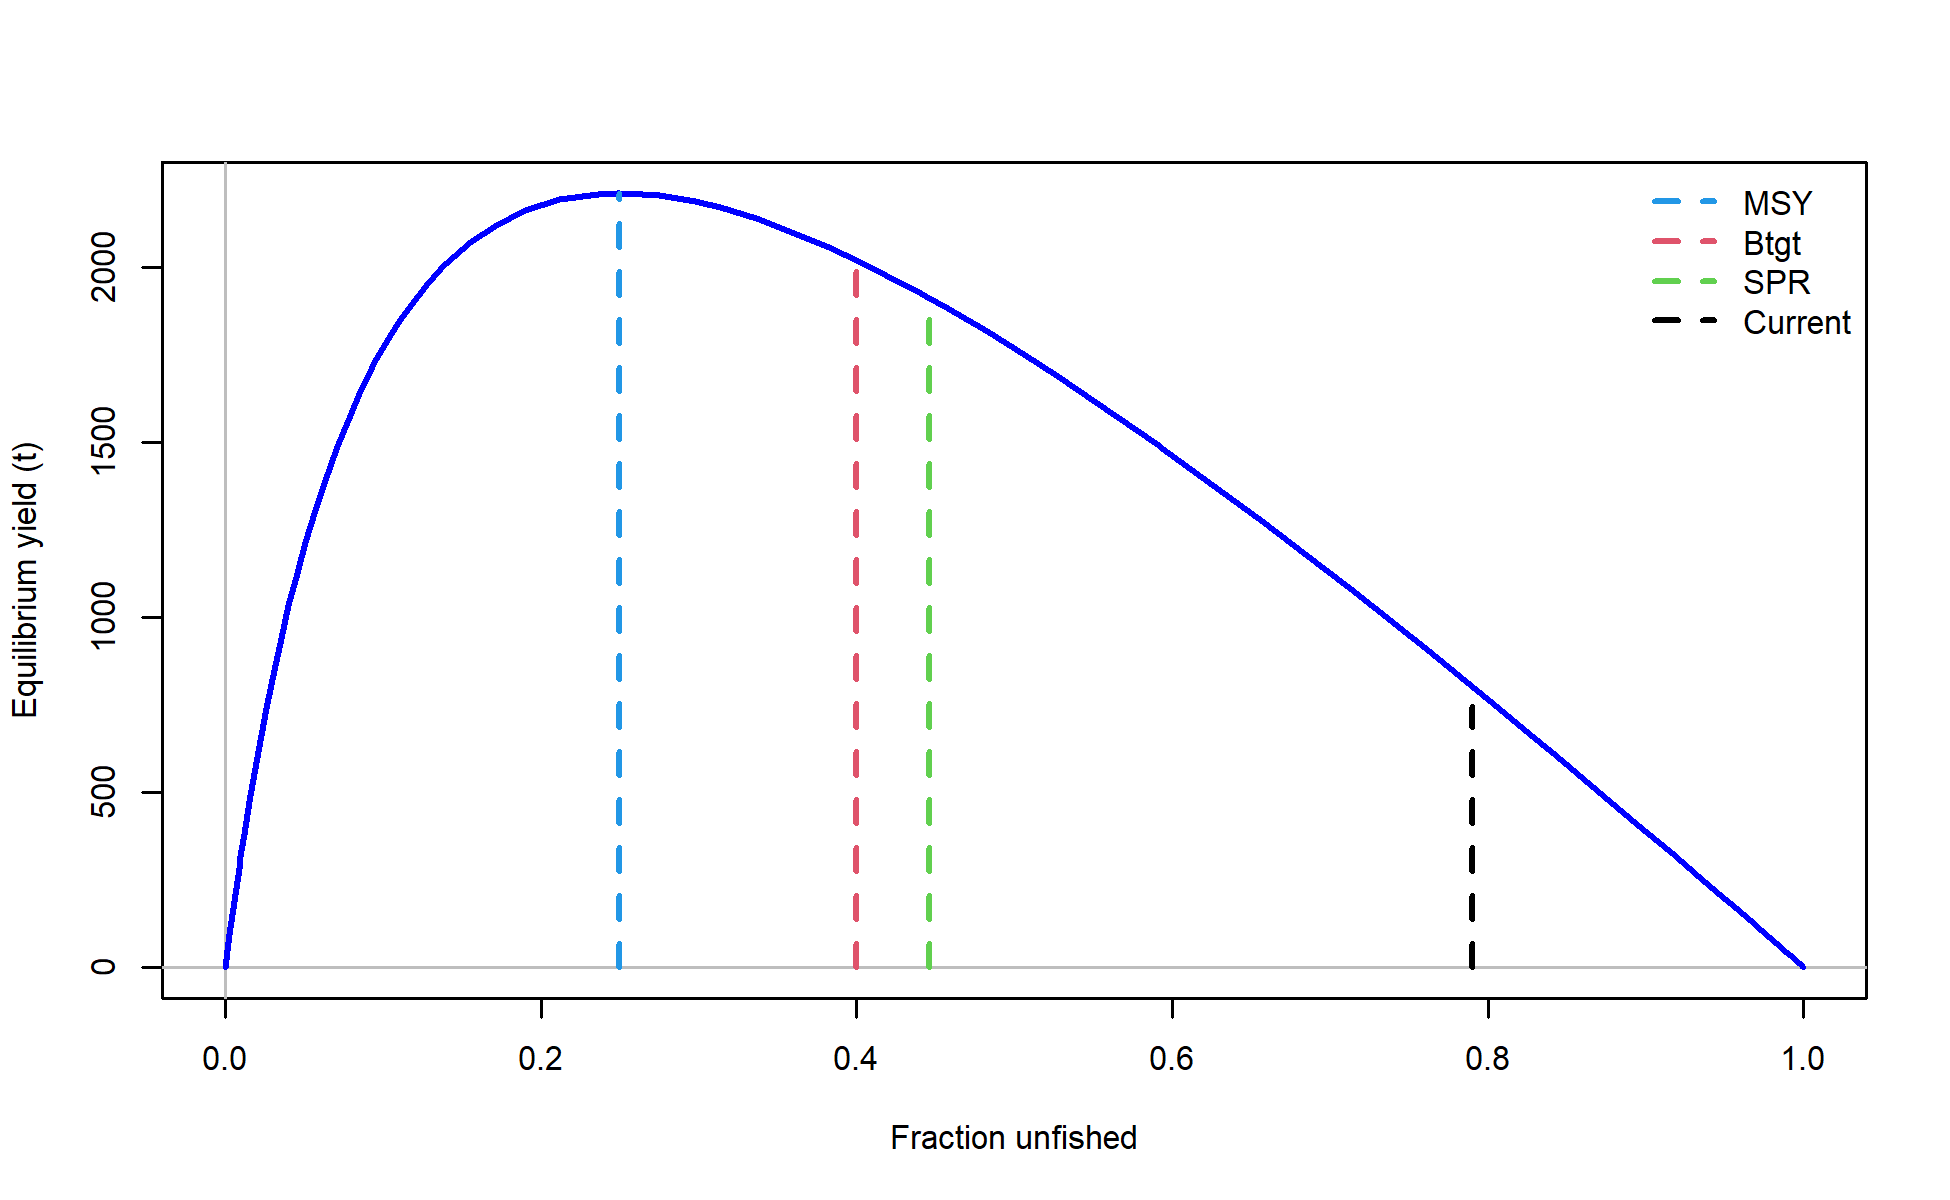 MSY
Btgt
SPR
Current
Equilibrium yield (t)
2000
1500
1000
500
0
0.0 0.2 0.4 0.6 0.8 1.0
Fraction unfished